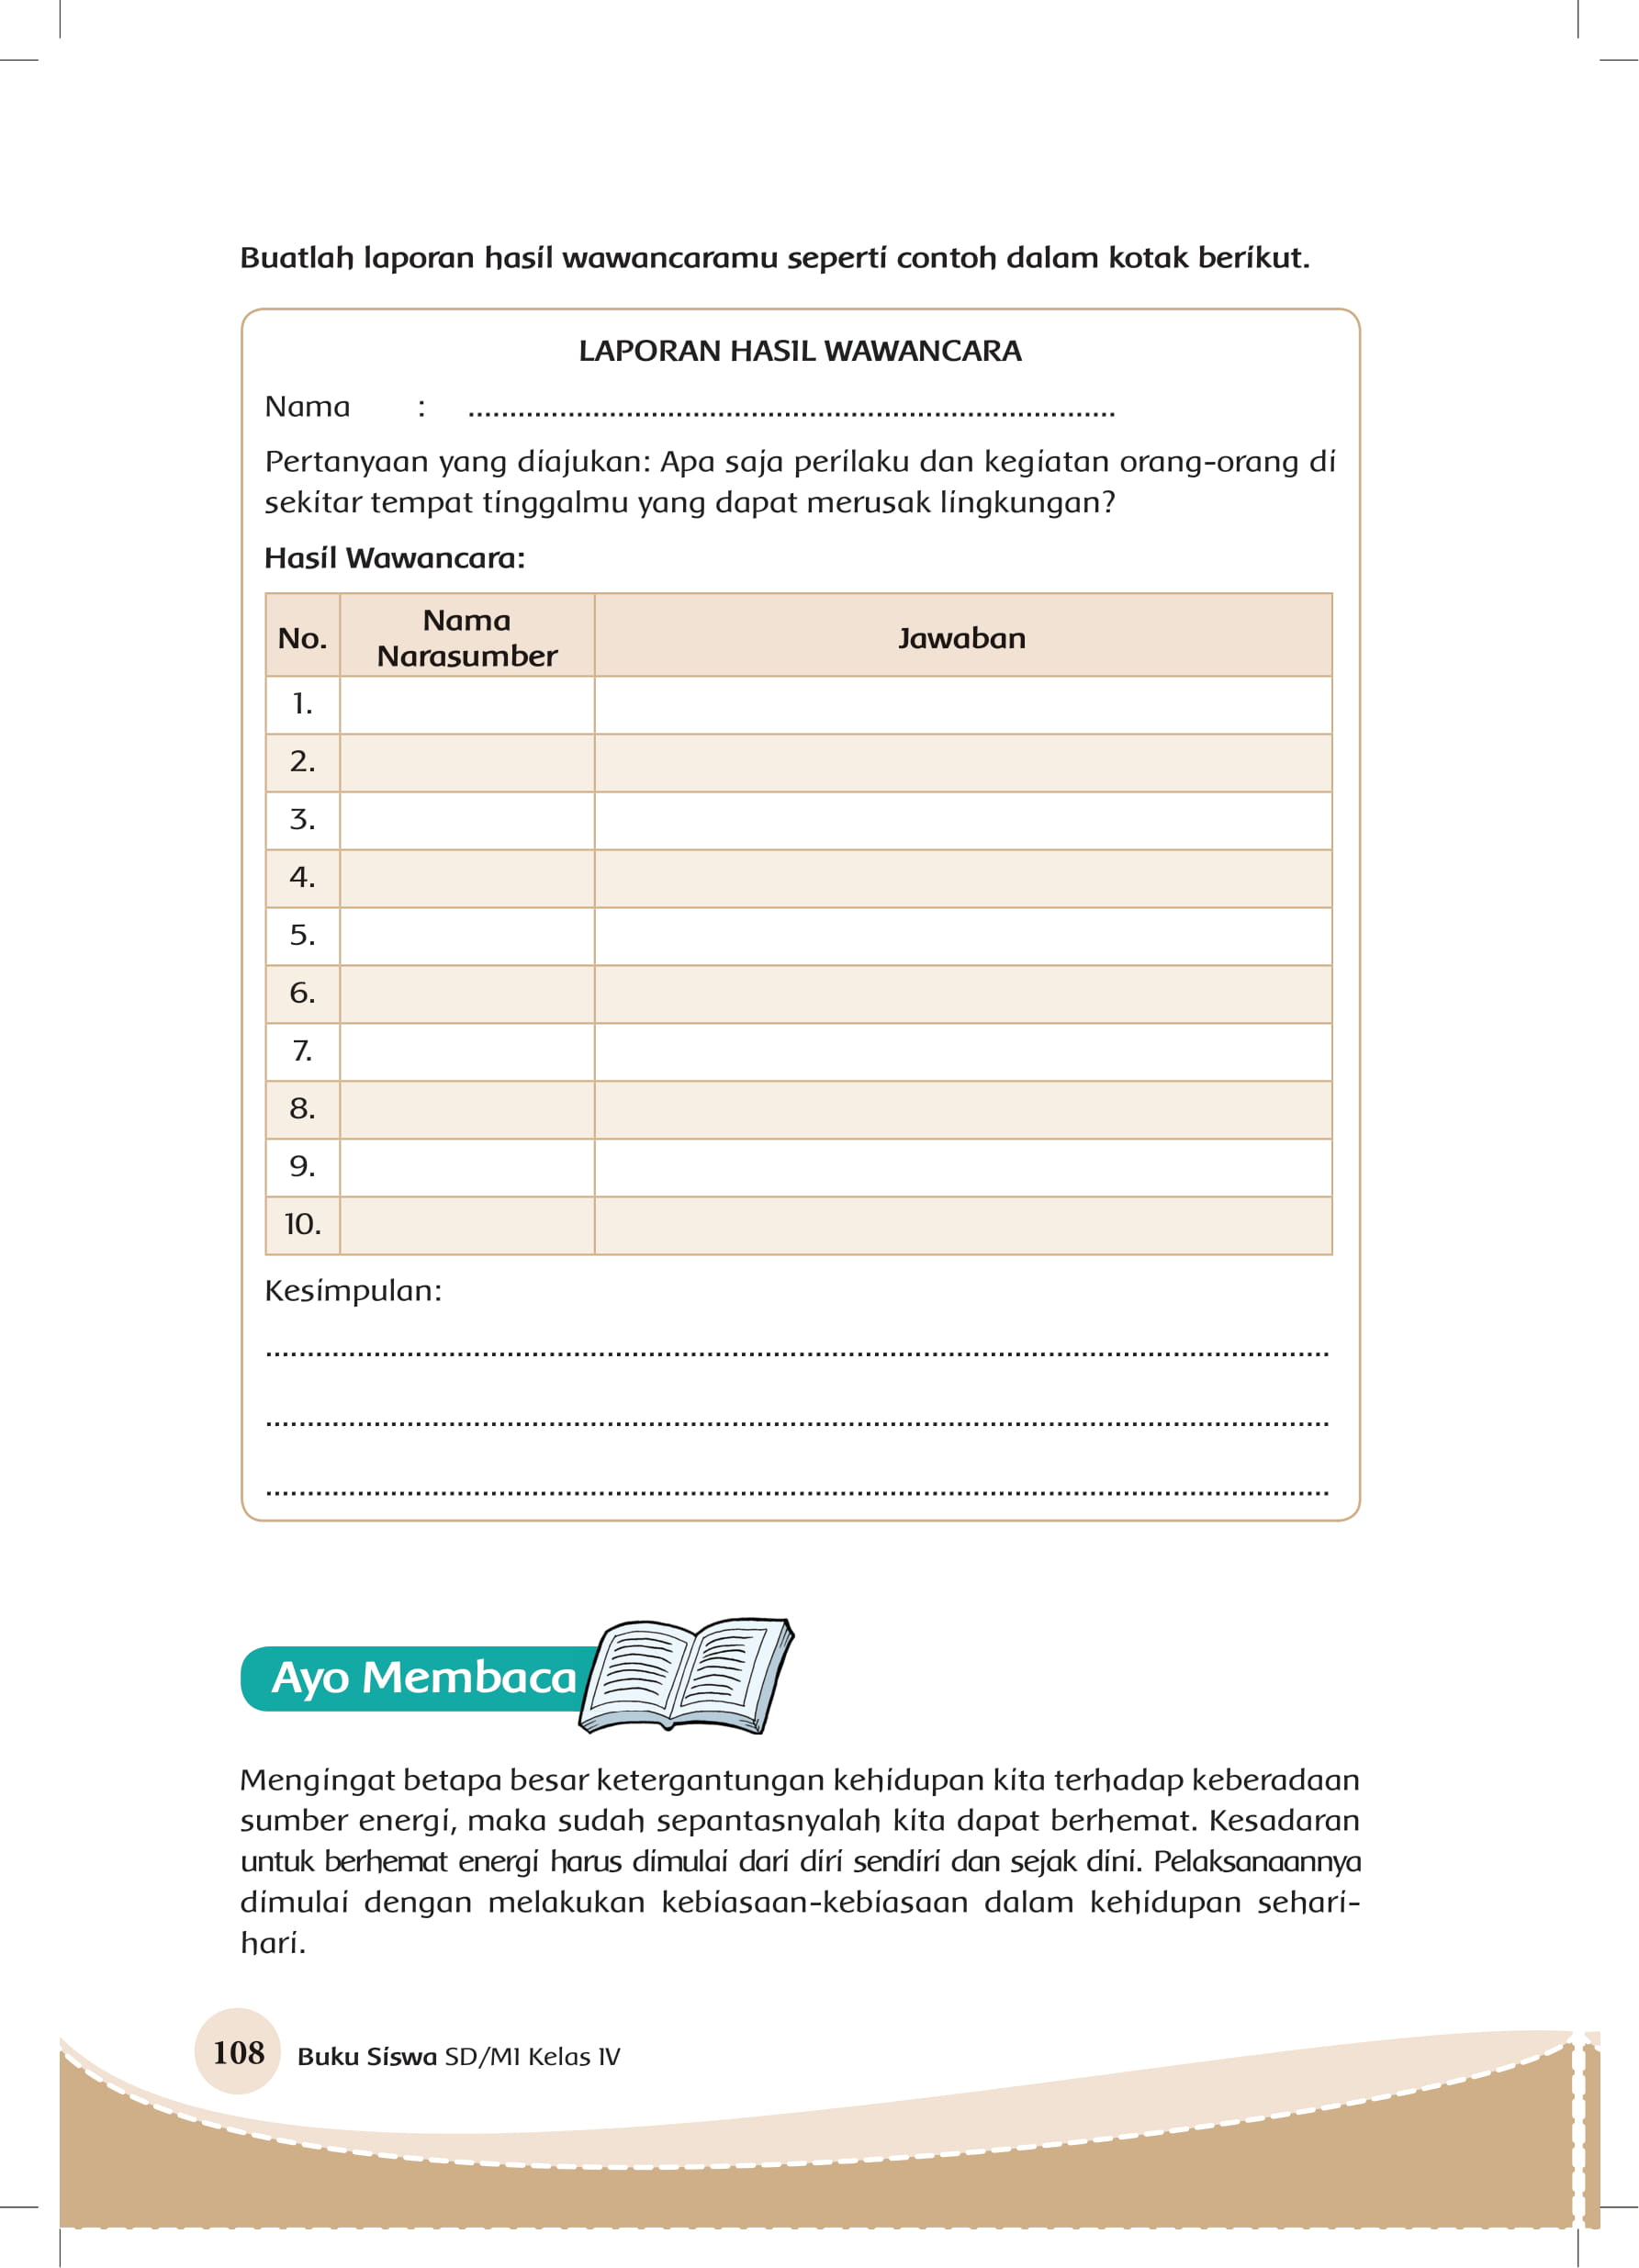 Buatlah laporan hasil wawancaramu seperti contoh dalam kotak berikut.
LAPORAN HASIL WAWANCARA
Nama : ..............................................................................
Pertanyaan yang diajukan: Apa saja perilaku dan kegiatan orang-orang di
sekitar tempat tinggalmu yang dapat merusak lingkungan?
Hasil Wawancara:
No. Nama Narasumber Jawaban
1.
2.
3.
4.
5.
6.
7.
8.
9.
10.
Kesimpulan:
................................................................................................................................
................................................................................................................................
................................................................................................................................
Ayo Membaca
Mengingat betapa besar ketergantungan kehidupan kita terhadap keberadaan
sumber energi, maka sudah sepantasnyalah kita dapat berhemat. Kesadaran
untuk berhemat energi harus dimulai dari diri sendiri dan sejak dini. Pelaksanaannya
dimulai dengan melakukan kebiasaan-kebiasaan dalam kehidupan sehari-
hari.
108 Buku Siswa SD/MI Kelas IV